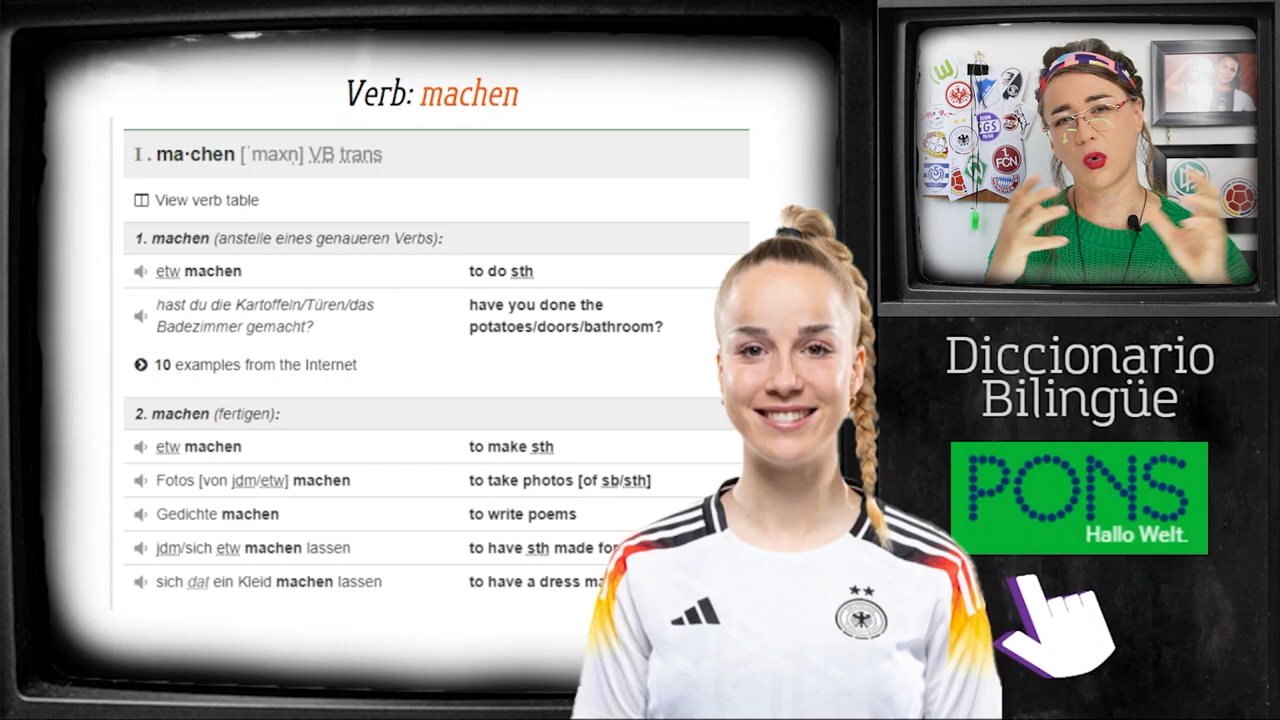 Verb: machen
I. ma·chen [ˈmaxn̩] VB trans
View verb table
1. machen (anstelle eines genaueren Verbs):
etw machen to do sth
hast du die Kartoffeln/Türen/das have you done the
Badezimmer gemacht? potatoes/doors/bathroom?
10 examples from the Internet
2. machen (fertigen):
etw machen to make sth
Fotos [von jdm/etw] machen to take photos [of sb/sth]
Gedichte machen to write poems
jdm/sich etw machen lassen to have sth made for
sich dat ein Kleid machen lassen to have a dress ma
1.
FCN
Diccionario
Bilingüe
PONS
Hallo Welt.